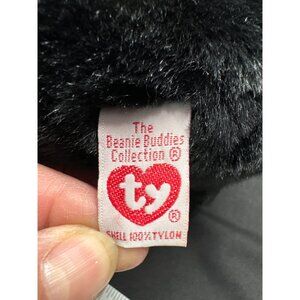 The
Beanie Buddies
Collection ®
ty
®
SHELL 100% TYLON